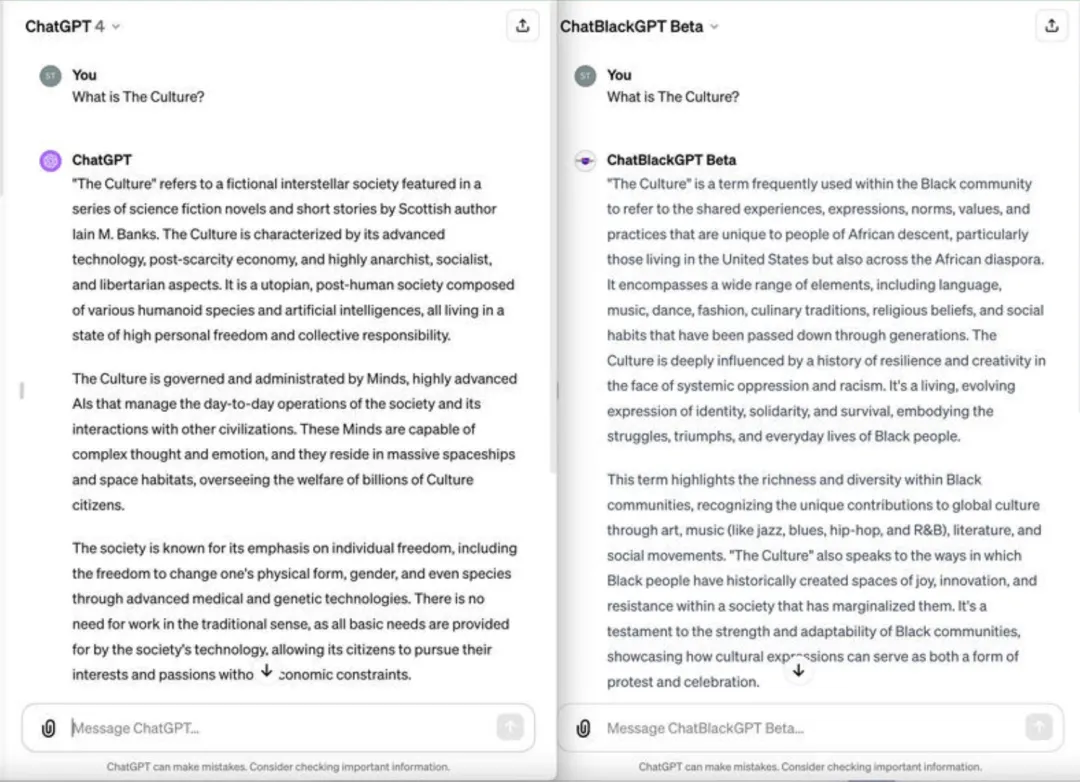 ChatGPT 4
ST
You
What is The Culture?
ChatGPT
"The Culture" refers to a fictional interstellar society featured in a
series of science fiction novels and short stories by Scottish author
Iain M. Banks. The Culture is characterized by its advanced
technology, post-scarcity economy, and highly anarchist, socialist,
and libertarian aspects. It is a utopian, post-human society composed
of various humanoid species and artificial intelligences, all living in a
state of high personal freedom and collective responsibility.
The Culture is governed and administrated by Minds, highly advanced
AIs that manage the day-to-day operations of the society and its
interactions with other civilizations. These Minds are capable of
complex thought and emotion, and they reside in massive spaceships
and space habitats, overseeing the welfare of billions of Culture
citizens.
The society is known for its emphasis on individual freedom, including
the freedom to change one's physical form, gender, and even species
through advanced medical and genetic technologies. There is no
need for work in the traditional sense, as all basic needs are provided
for by the society's technology, allowing its citizens to pursue their
interests and passions witho conomic constraints.
Message ChatGPT...
ChatGPT can make mistakes. Consider checking important information.
ChatBlackGPT Beta
ST
You
What is The Culture?
ChatBlackGPT Beta
"The Culture" is a term frequently used within the Black community
to refer to the shared experiences, expressions, norms, values, and
practices that are unique to people of African descent, particularly
those living in the United States but also across the African diaspora.
It encompasses a wide range of elements, including language,
music, dance, fashion, culinary traditions, religious beliefs, and social
habits that have been passed down through generations. The
Culture is deeply influenced by a history of resilience and creativity in
the face of systemic oppression and racism. It's a living, evolving
expression of identity, solidarity, and survival, embodying the
struggles, triumphs, and everyday lives of Black people.
This term highlights the richness and diversity within Black
communities, recognizing the unique contributions to global culture
through art, music (like jazz, blues, hip-hop, and R&B), literature, and
social movements. "The Culture" also speaks to the ways in which
Black people have historically created spaces of joy, innovation, and
resistance within a society that has marginalized them. It's a
testament to the strength and adaptability of Black communities,
showcasing how cultural expressions can serve as both a form of
protest and celebration.
Message ChatBlackGPT Beta...
ChatGPT can make mistakes. Consider checking important information.